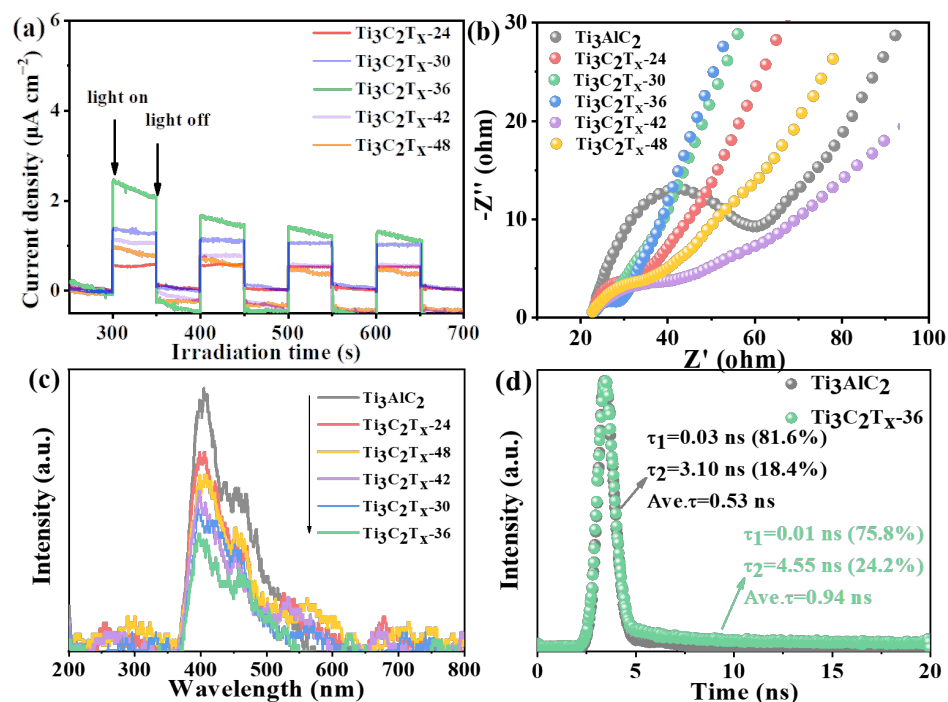 (a)
Ti3C2Tx-24
Ti3C2Tx-30
Ti3C2Tx-36
Ti3C2Tx-42
Ti3C2Tx-48
light on
light off
6
4
2
0
300 400 500 600 700
Current density (μA cm⁻²)
Irradiation time (s)
(b)
Ti3AlC2
Ti3C2Tx-24
Ti3C2Tx-30
Ti3C2Tx-36
Ti3C2Tx-42
Ti3C2Tx-48
30
20
10
0
20 40 60 80 100
-Z'' (ohm)
Z' (ohm)
(c)
Ti3AlC2
Ti3C2Tx-24
Ti3C2Tx-48
Ti3C2Tx-42
Ti3C2Tx-30
Ti3C2Tx-36
200 300 400 500 600 700 800
Intensity (a.u.)
Wavelength (nm)
(d)
Ti3AlC2
Ti3C2Tx-36
τ1=0.03 ns (81.6%)
τ2=3.10 ns (18.4%)
Ave.τ=0.53 ns
τ1=0.01 ns (75.8%)
τ2=4.55 ns (24.2%)
Ave.τ=0.94 ns
0 5 10 15 20
Intensity (a.u.)
Time (ns)